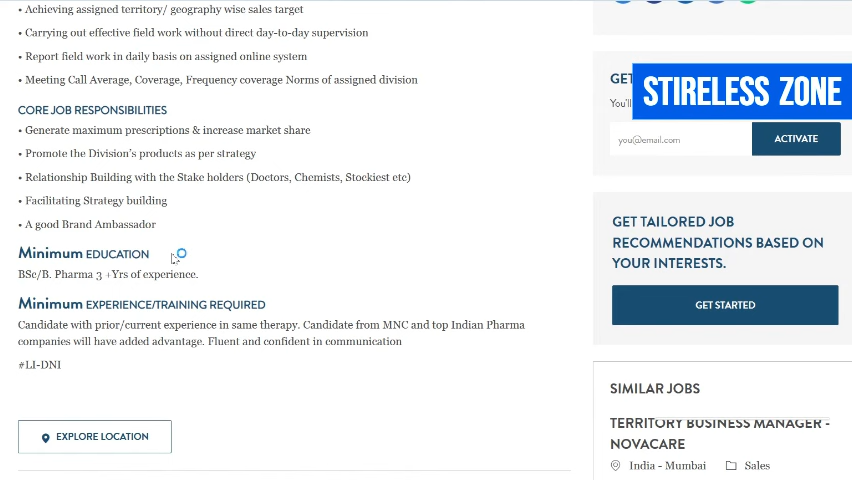 • Achieving assigned territory/ geography wise sales target
• Carrying out effective field work without direct day-to-day supervision
• Report field work in daily basis on assigned online system
• Meeting Call Average, Coverage, Frequency coverage Norms of assigned division
CORE JOB RESPONSIBILITIES
• Generate maximum prescriptions & increase market share
• Promote the Division's products as per strategy
• Relationship Building with the Stake holders (Doctors, Chemists, Stockiest etc)
• Facilitating Strategy building
• A good Brand Ambassador
Minimum EDUCATION
BSc/B. Pharma 3 +Yrs of experience.
Minimum EXPERIENCE/TRAINING REQUIRED
Candidate with prior/current experience in same therapy. Candidate from MNC and top Indian Pharma
companies will have added advantage. Fluent and confident in communication
#LI-DNI
EXPLORE LOCATION
STIRELESS ZONE
you@email.com
ACTIVATE
GET TAILORED JOB
RECOMMENDATIONS BASED ON
YOUR INTERESTS.
GET STARTED
SIMILAR JOBS
TERRITORY BUSINESS MANAGER -
NOVACARE
India - Mumbai
Sales